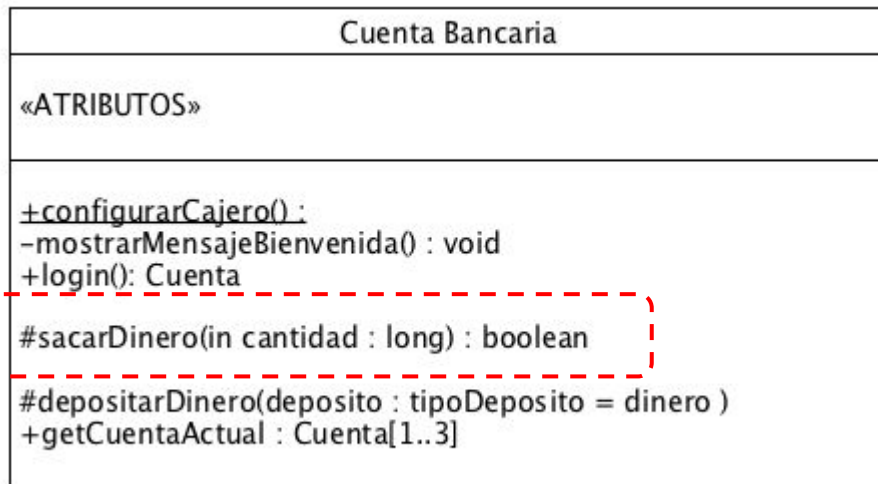 Cuenta Bancaria
«ATRIBUTOS»
+configurarCajero() :
-mostrarMensajeBienvenida() : void
+login(): Cuenta
#sacarDinero(in cantidad : long) : boolean
#depositarDinero(deposito : tipoDeposito = dinero )
+getCuentaActual : Cuenta[1..3]